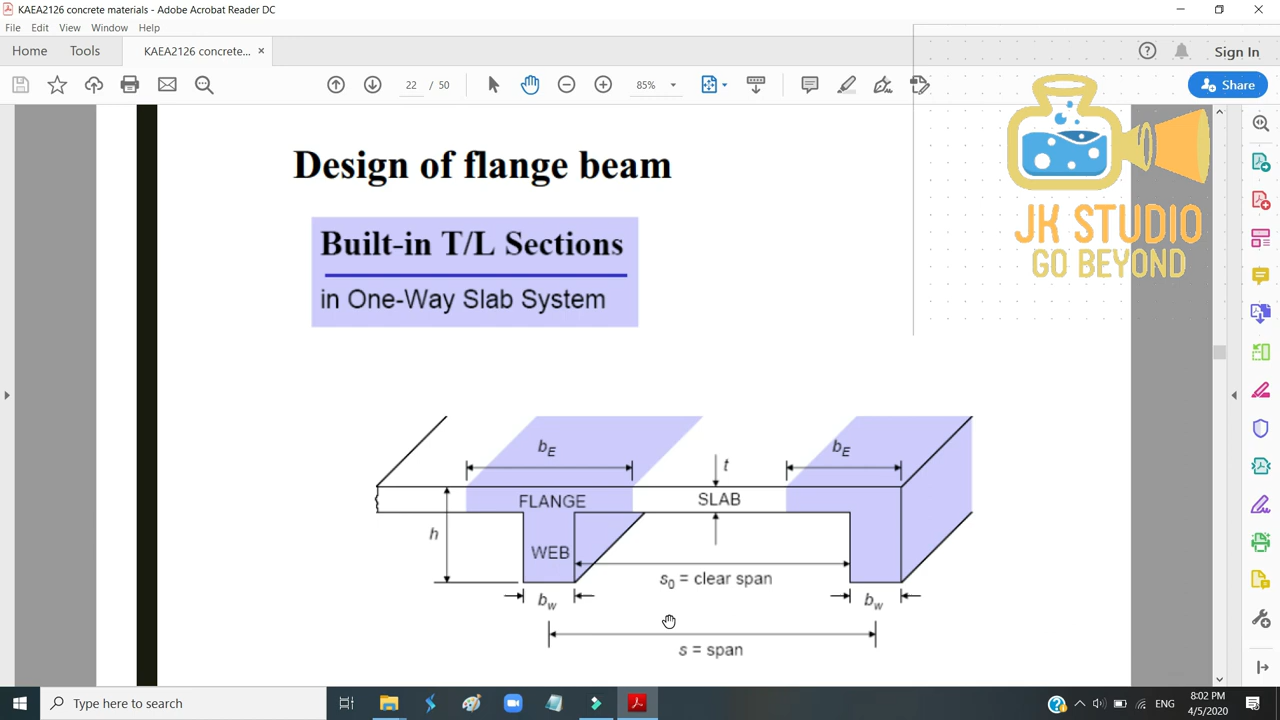 KAEA2126 concrete materials - Adobe Acrobat Reader DC
File Edit View Window Help
Home Tools KAEA2126 concrete... × Sign In
22 / 50 85% Share
Design of flange beam
Built-in T/L Sections
in One-Way Slab System
JK STUDIO
GO BEYOND
bE t bE
FLANGE SLAB
h WEB
s0 = clear span
bw bw
s = span
Type here to search
ENG
8:02 PM
4/5/2020